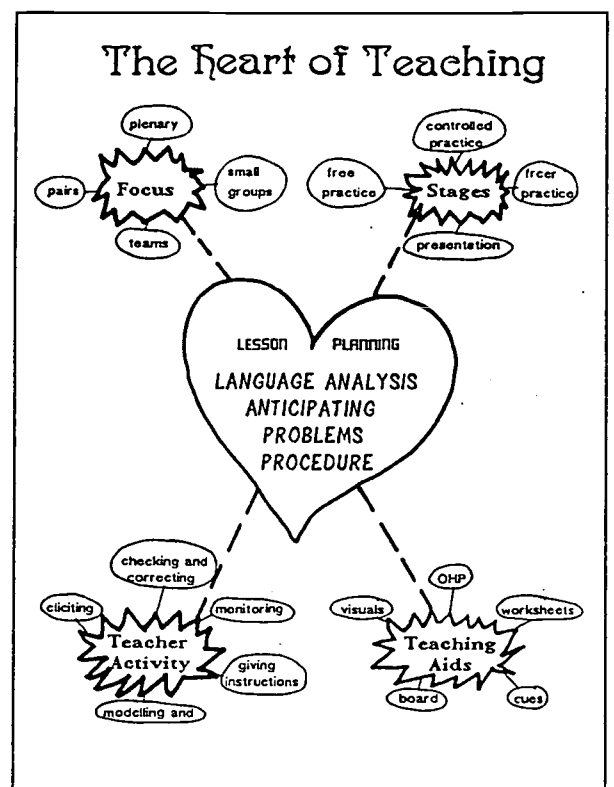 The Heart of Teaching
plenary
pairs
Focus
small
groups
teams
controlled
practice
free
practice
Stages
freer
practice
presentation
LESSON PLANNING
LANGUAGE ANALYSIS
ANTICIPATING
PROBLEMS
PROCEDURE
checking and
correcting
eliciting
monitoring
Teacher
Activity
giving
instructions
modelling and
OHP
visuals
worksheets
Teaching
Aids
board
cues